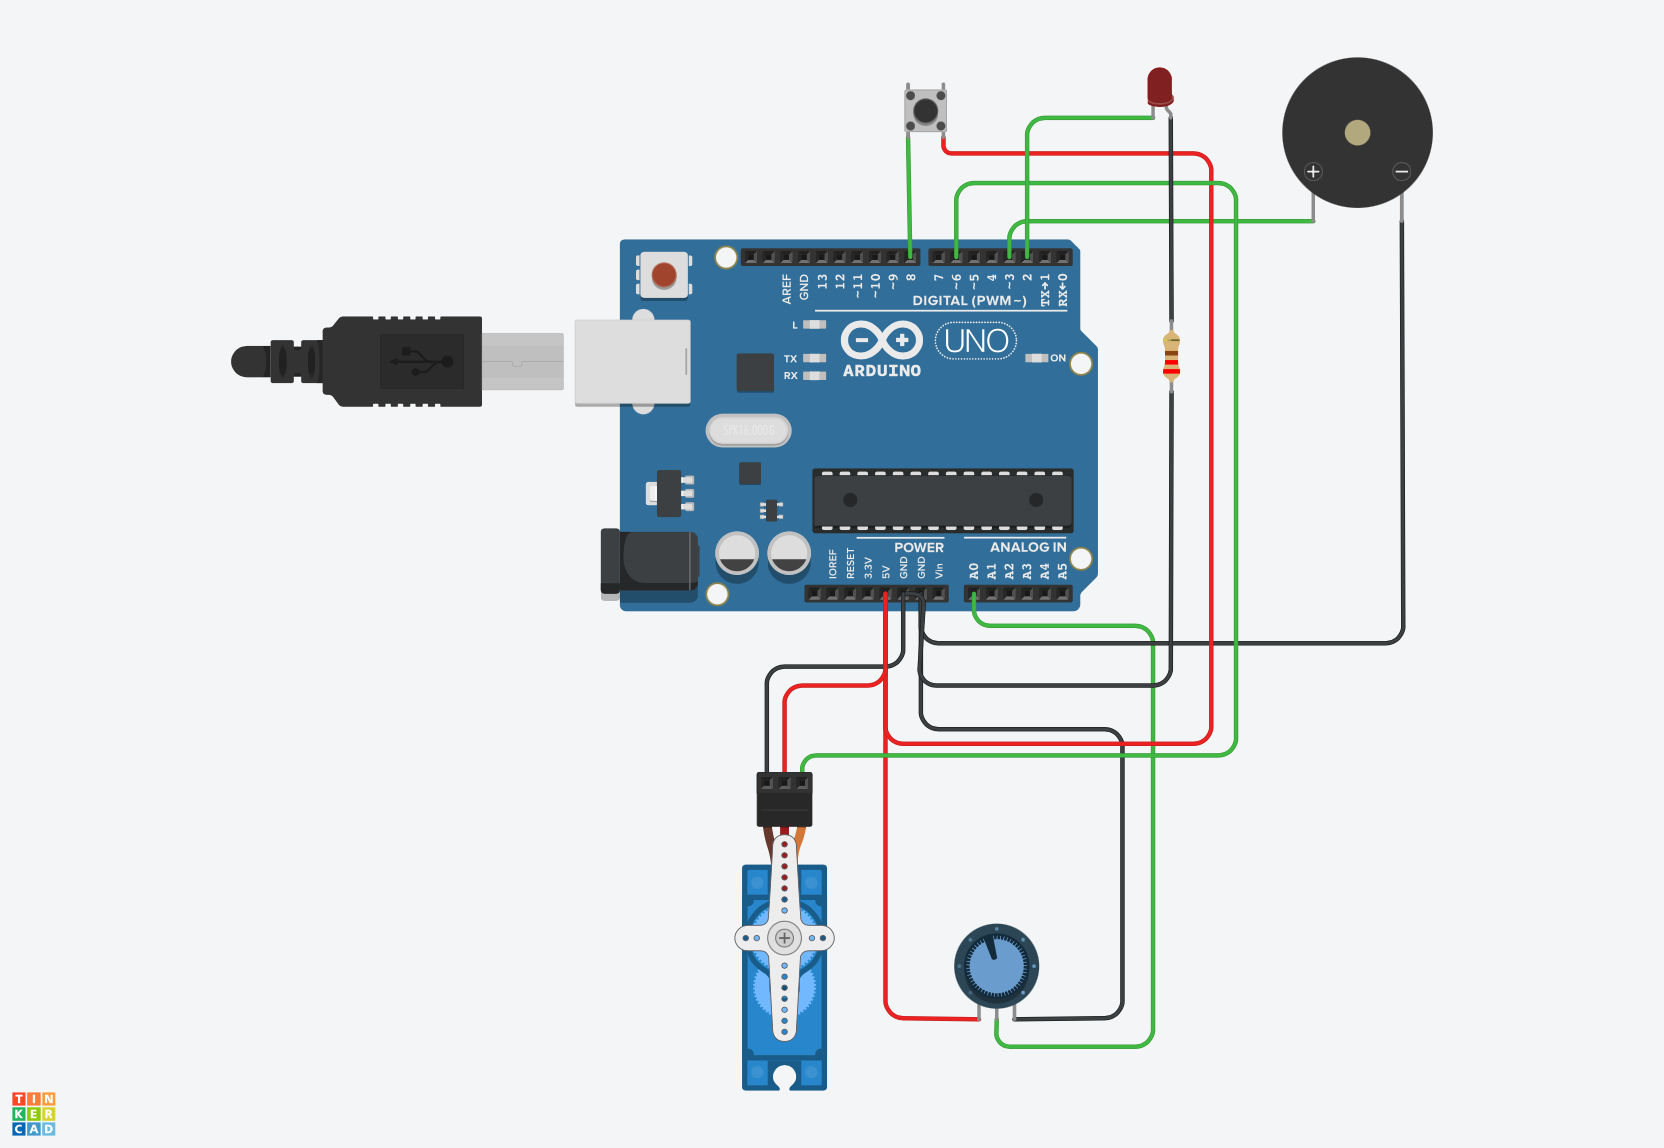 AREF
GND
13
12
~11
~10
~9
8
7
~6
~5
4
~3
2
TX→1
RX←0
DIGITAL (PWM~)
L
TX
RX
UNO
ON
ARDUINO
POWER
ANALOG IN
IOREF
RESET
3.3V
5V
GND
GND
Vin
A0
A1
A2
A3
A4
A5
TIN
KER
CAD